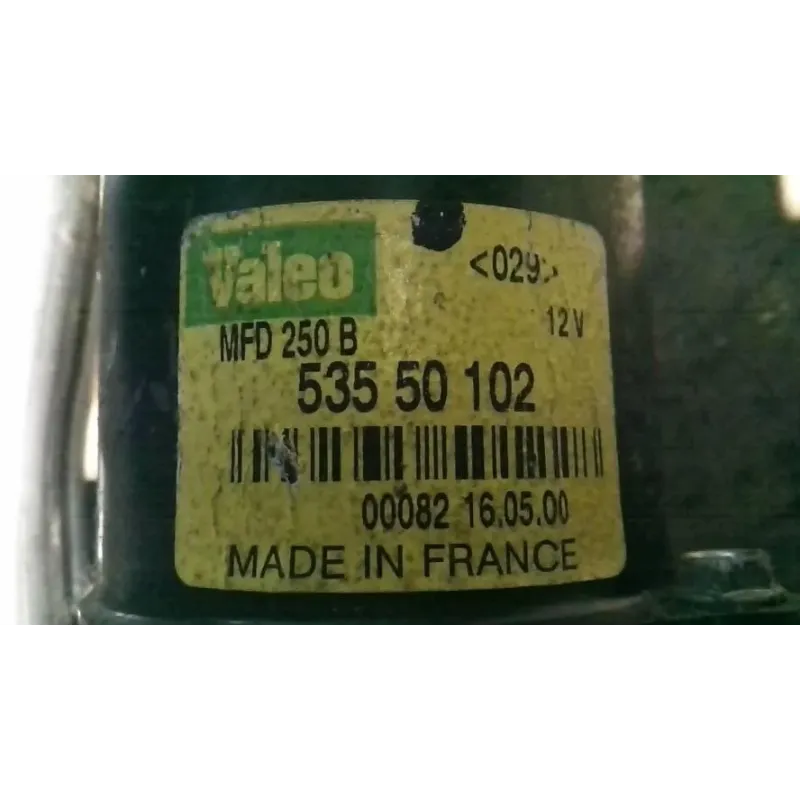 Valeo
<029>
MFD 250 B
12V
535 50 102
00082 16.05.00
MADE IN FRANCE